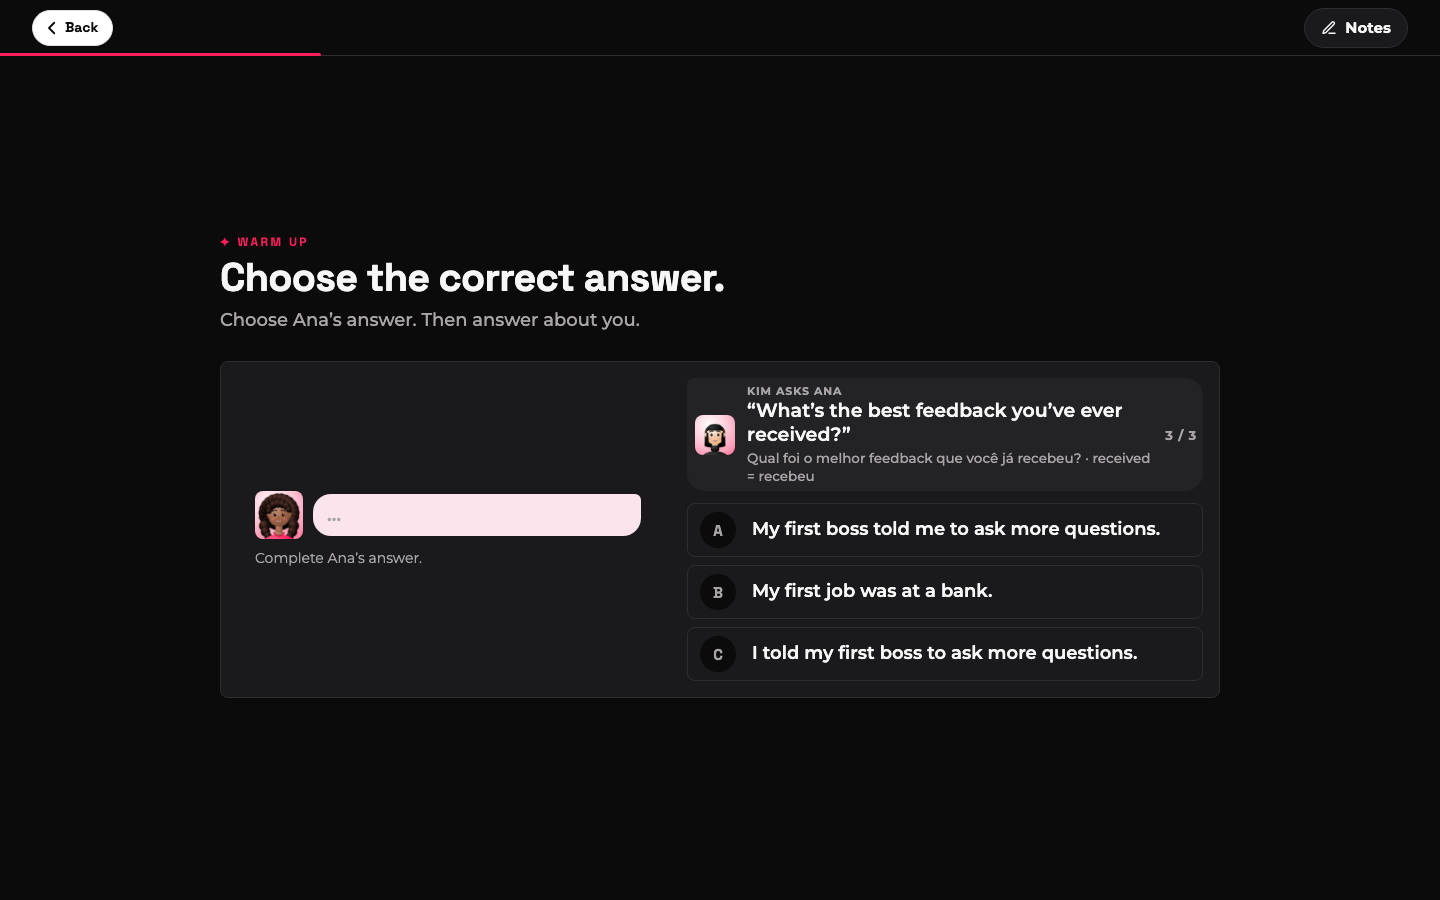 Back
Notes
✦ WARM UP
Choose the correct answer.
Choose Ana’s answer. Then answer about you.
...
Complete Ana’s answer.
KIM ASKS ANA
“What’s the best feedback you’ve ever
received?”
3 / 3
Qual foi o melhor feedback que você já recebeu? · received
= recebeu
A My first boss told me to ask more questions.
B My first job was at a bank.
C I told my first boss to ask more questions.